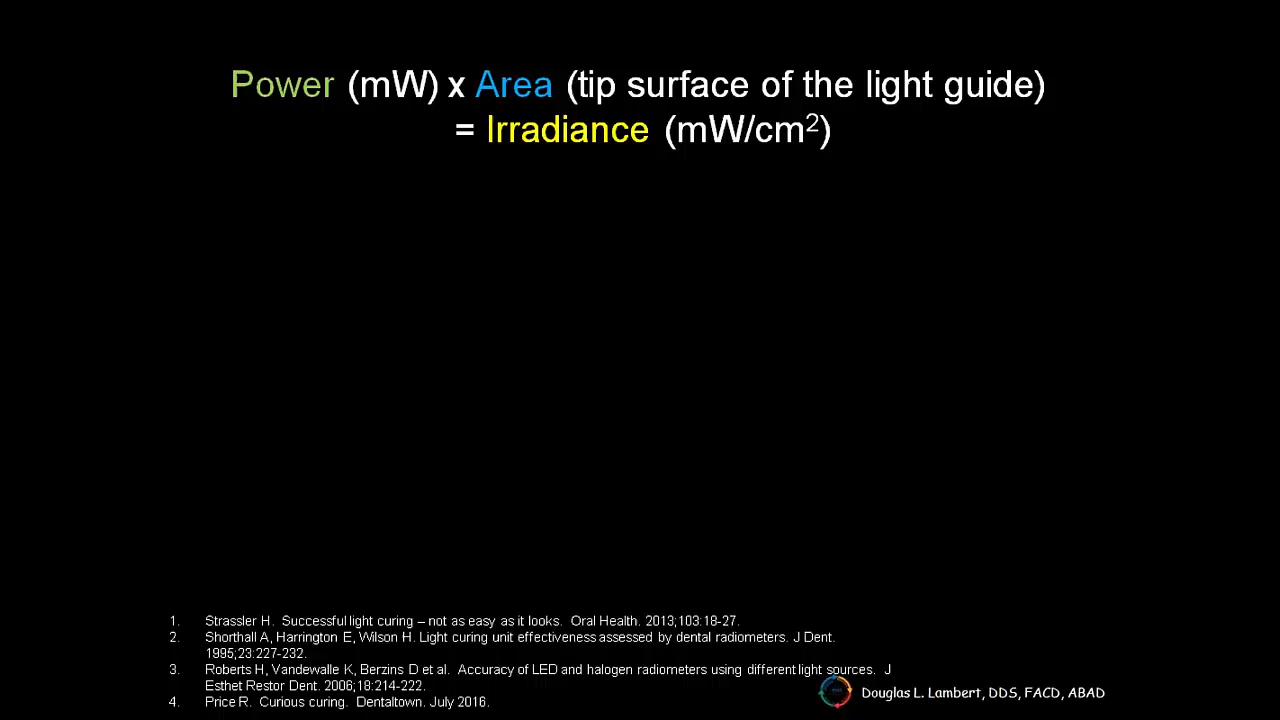 Power (mW) x Area (tip surface of the light guide)
= Irradiance (mW/cm²)
1. Strassler H. Successful light curing – not as easy as it looks. Oral Health. 2013;103:18-27.
2. Shorthall A, Harrington E, Wilson H. Light curing unit effectiveness assessed by dental radiometers. J Dent.
1995;23:227-232.
3. Roberts H, Vandewalle K, Berzins D et al. Accuracy of LED and halogen radiometers using different light sources. J
Esthet Restor Dent. 2006;18:214-222.
4. Price R. Curious curing. Dentaltown. July 2016.
Douglas L. Lambert, DDS, FACD, ABAD